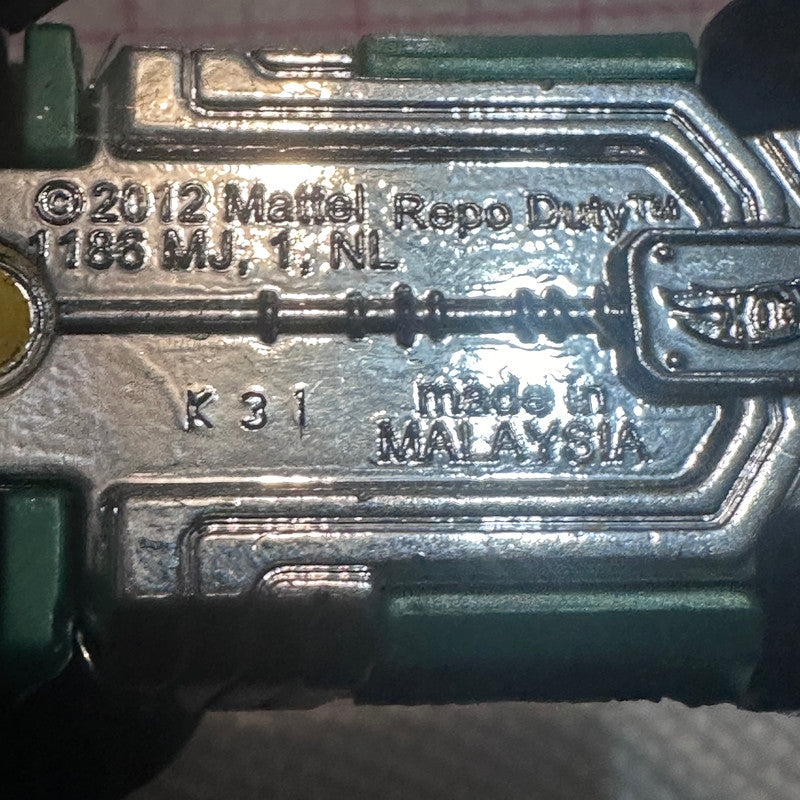 ©2012 Mattel Repo Duty™
1186 MJ, 1, NL
K31
made in
MALAYSIA